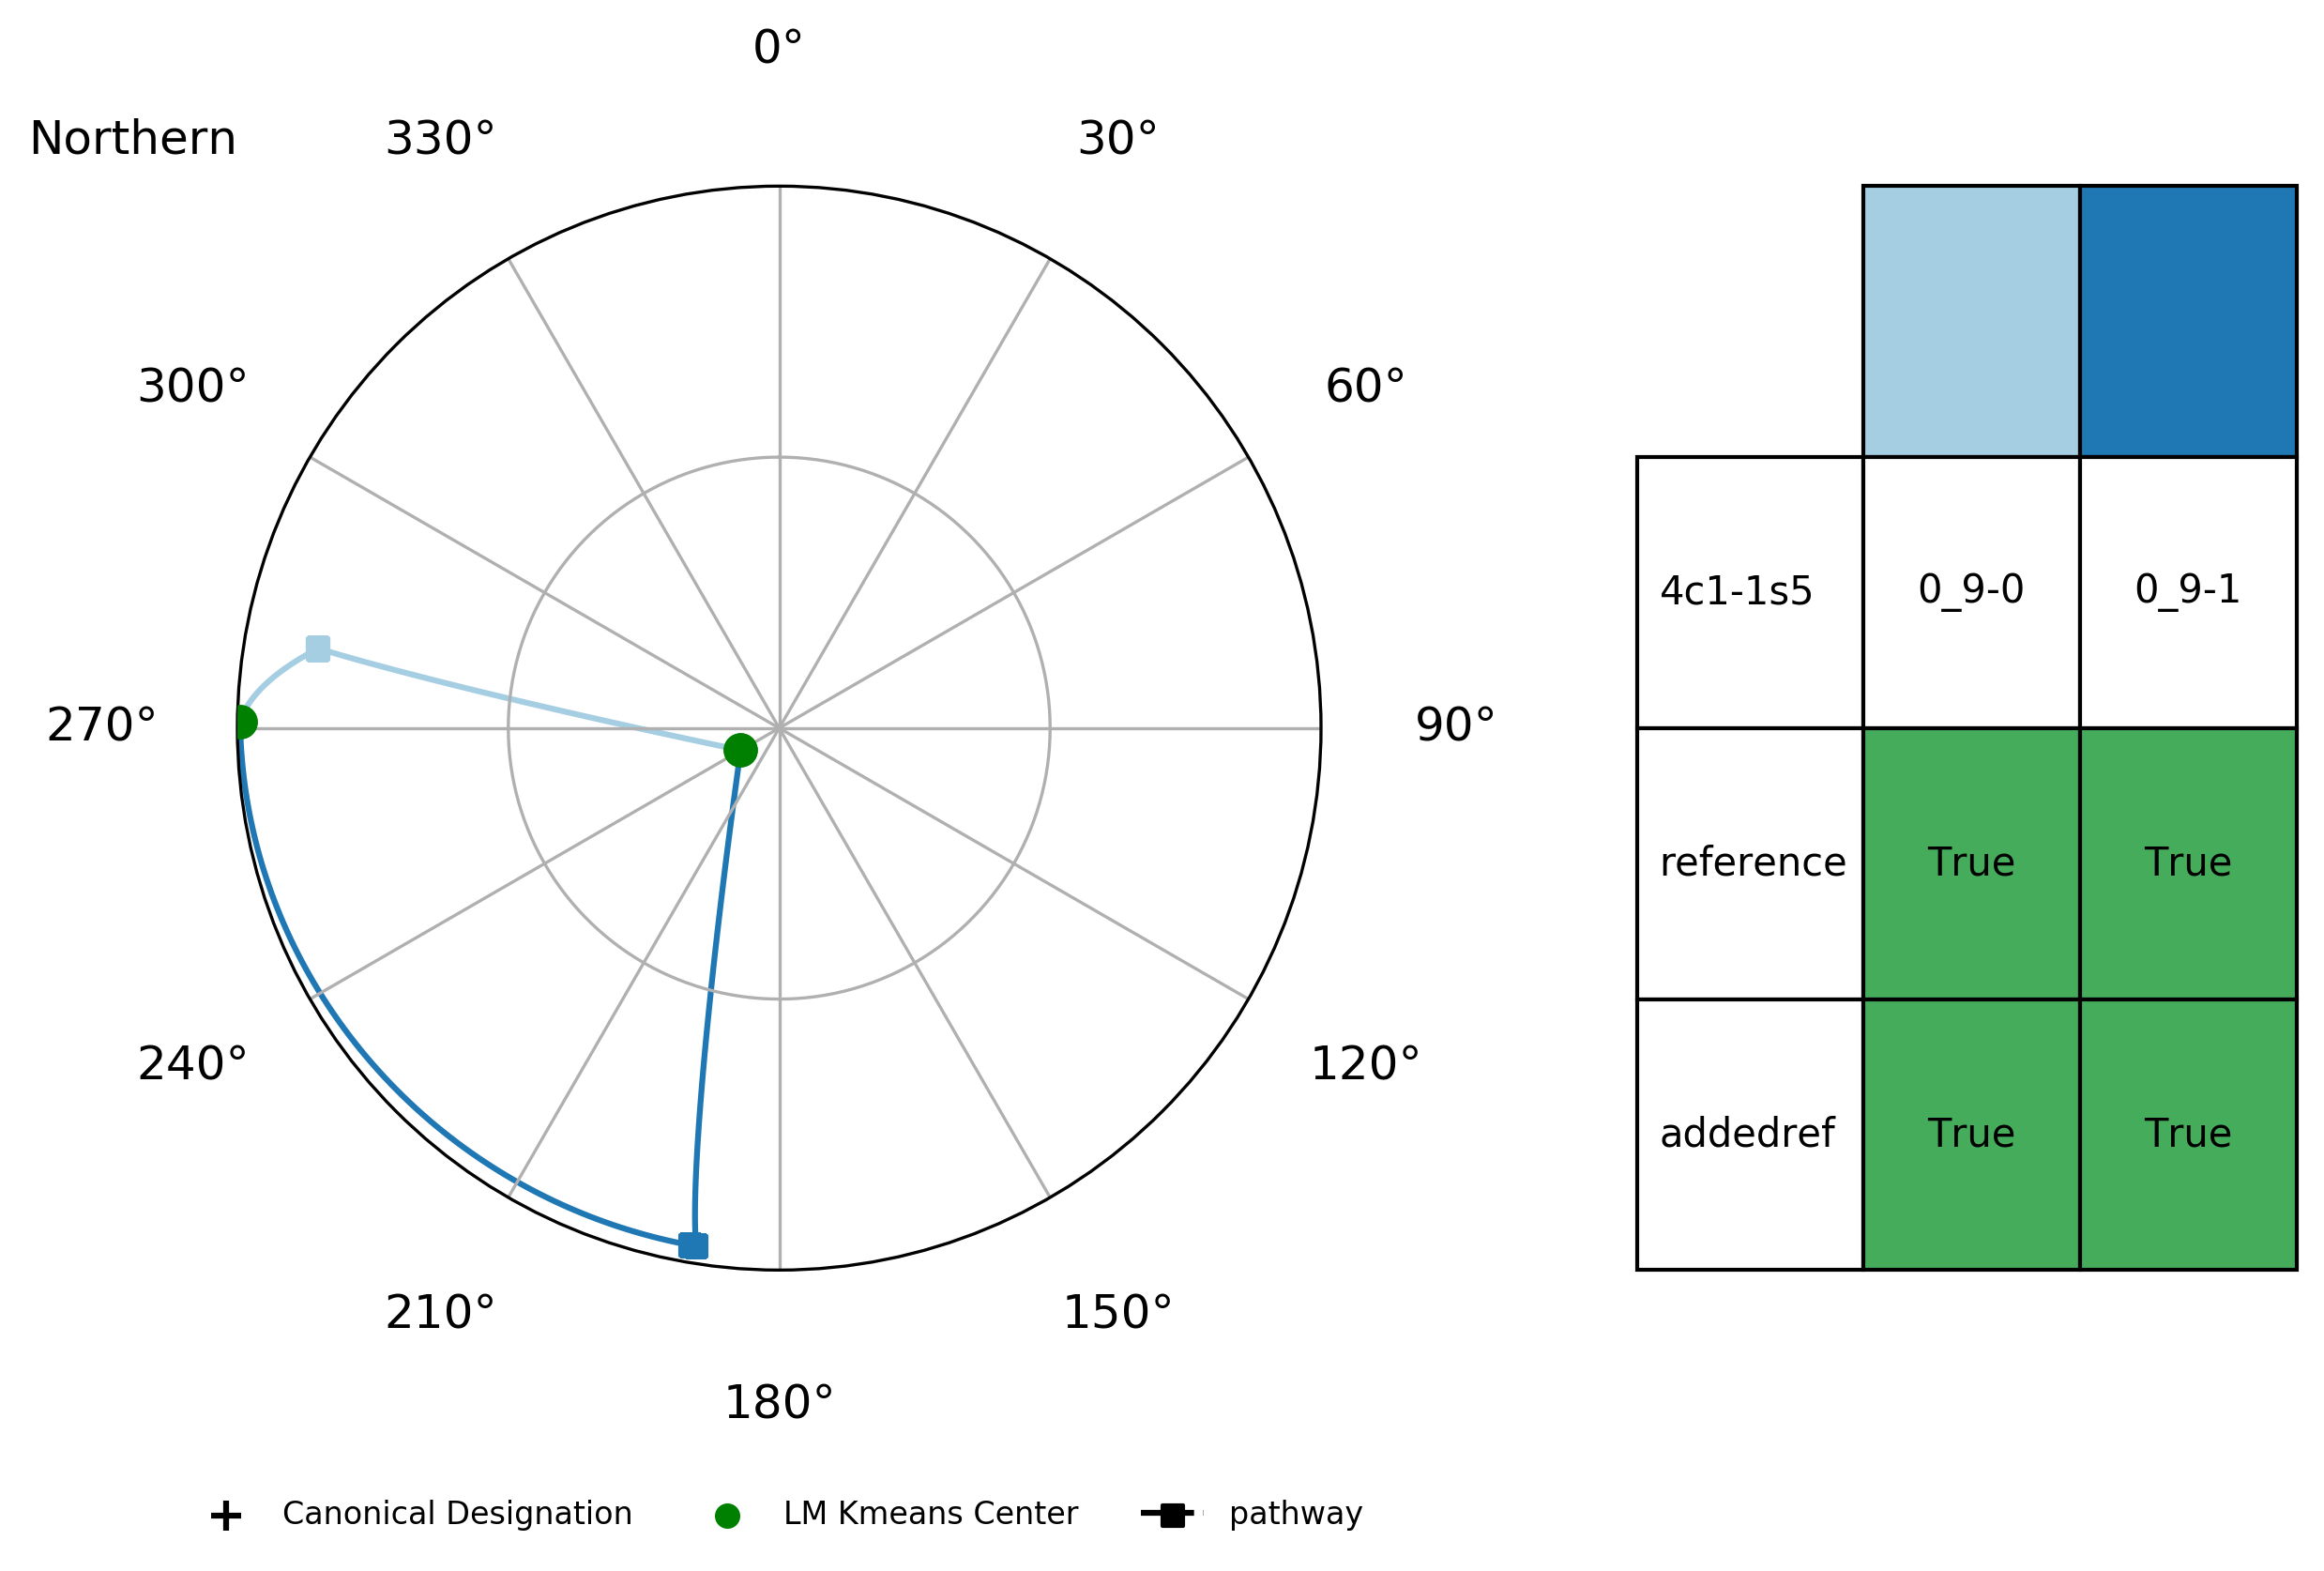 0°
Northern
330°
30°
300°
60°
270°
90°
240°
120°
210°
150°
180°
4c1-1s5 0_9-0 0_9-1
reference True True
addedref True True
Canonical Designation LM Kmeans Center pathway